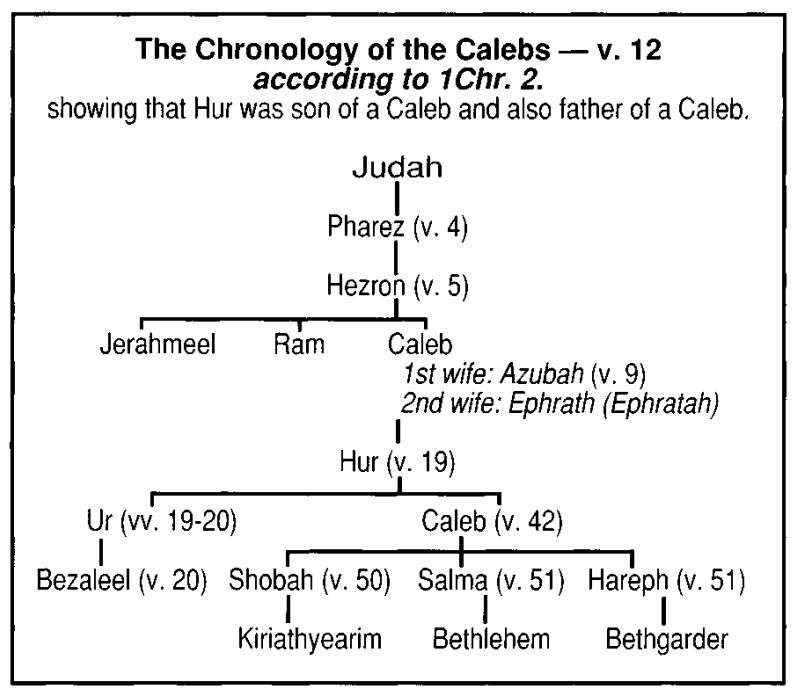 The Chronology of the Calebs — v. 12
according to 1Chr. 2.
showing that Hur was son of a Caleb and also father of a Caleb.
Judah
Pharez (v. 4)
Hezron (v. 5)
Jerahmeel Ram Caleb
1st wife: Azubah (v. 9)
2nd wife: Ephrath (Ephratah)
Hur (v. 19)
Ur (vv. 19-20) Caleb (v. 42)
Bezaleel (v. 20) Shobah (v. 50) Salma (v. 51) Hareph (v. 51)
Kiriathyearim Bethlehem Bethgarder